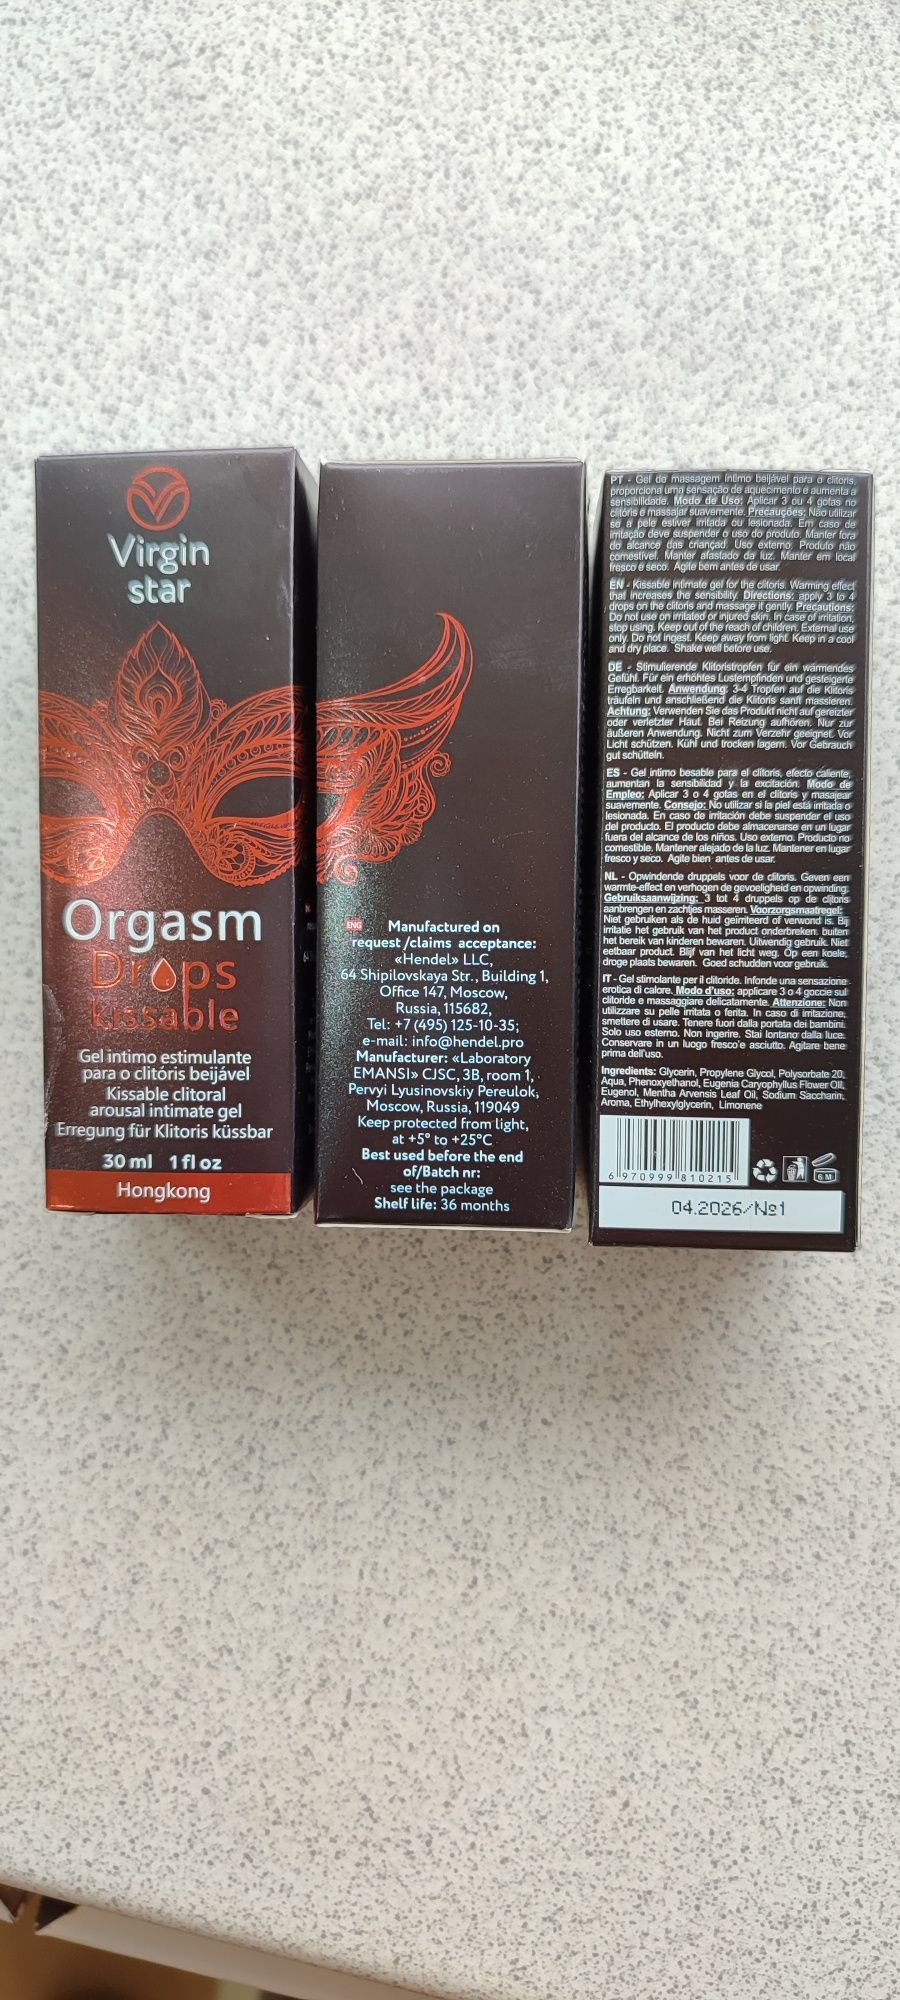 Virgin
star
Orgasm
Drops
kissable
Gel intimo estimulante
para o clitóris beijável
Kissable clitoral
arousal intimate gel
Erregung für Klitoris küssbar
30 ml 1 fl oz
Hongkong
ENG
Manufactured on
request /claims acceptance:
«Hendel» LLC,
64 Shipilovskaya Str., Building 1,
Office 147, Moscow,
Russia, 115682,
Tel: +7 (495) 125-10-35;
e-mail: info@hendel.pro
Manufacturer: «Laboratory
EMANSI» CJSC, 3B, room 1,
Pervyi Lyusinovskiy Pereulok,
Moscow, Russia, 119049
Keep protected from light,
at +5° to +25°C
Best used before the end
of/Batch nr:
see the package
Shelf life: 36 months
PT - Gel de massagem íntimo beijável para o clitoris,
proporciona uma sensação de aquecimento e aumenta a
sensibilidade. Modo de Uso: Aplicar 3 ou 4 gotas no
clitóris e massajar suavemente. Precauções: Não utilizar
se a pele estiver irritada ou lesionada. Em caso de
irritação deve suspender o uso do produto. Manter fora
do alcance das criançad. Uso externo. Produto não
comestível. Manter afastado da luz. Manter em local
fresco e seco. Agite bem antes de usar.
EN - Kissable intimate gel for the clitoris. Warming effect
that increases the sensibility. Directions: apply 3 to 4
drops on the clitoris and massage it gently. Precautions:
Do not use on irritated or injured skin. In case of irritation,
stop using. Keep out of the reach of children. External use
only. Do not ingest. Keep away from light. Keep in a cool
and dry place. Shake well before use.
DE - Stimulierende Klitoristropfen für ein wärmendes
Gefühl. Für ein erhöhtes Lustempfinden und gesteigerte
Erregbarkeit. Anwendung: 3-4 Tropfen auf die Klitoris
träufeln und anschließend die Klitoris sanft massieren.
Achtung: Verwenden Sie das Produkt nicht auf gereizter
oder verletzter Haut. Bei Reizung aufhören. Nur zur
äußeren Anwendung. Nicht zum Verzehr geeignet. Vor
Licht schützen. Kühl und trocken lagern. Vor Gebrauch
gut schütteln.
ES - Gel intimo besable para el clítoris, efecto caliente,
aumentan la sensibilidad y la excitación. Modo de
Empleo: Aplicar 3 o 4 gotas en el clitoris y masajear
suavemente. Consejo: No utilizar si la piel está irritada o
lesionada. En caso de irritación debe suspender el uso
del producto. El producto debe almacenarse en un lugar
fuera del alcance de los niños. Uso externo. Producto no
comestible. Mantener alejado de la luz. Mantener en lugar
fresco y seco. Agite bien antes de usar.
NL - Opwindende druppels voor de clitoris. Geven een
warmte-effect en verhogen de gevoeligheid en opwinding.
Gebruiksaanwijzing: 3 tot 4 druppels op de clitoris
aanbrengen en zachtjes masseren. Voorzorgsmaatregel:
Niet gebruiken als de huid geïrriteerd of verwond is. Bij
irritatie het gebruik van het product onderbreken. buiten
het bereik van kinderen bewaren. Uitwendig gebruik. Niet
eetbaar product. Blijf van het licht weg. Op een koele,
droge plaats bewaren. Goed schudden voor gebruik.
IT - Gel stimolante per il clitoride. Infonde una sensazione
erotica di calore. Modo d'uso: applicare 3 o 4 gocce sul
clitoride e massaggiare delicatamente. Attenzione: Non
utilizzare su pelle irritata o ferita. In caso di irritazione,
smettere di usare. Tenere fuori dalla portata dei bambini.
Solo uso esterno. Non ingerire. Stai lontano dalla luce.
Conservare in un luogo fresco e asciutto. Agitare bene
prima dell'uso.
Ingredients: Glycerin, Propylene Glycol, Polysorbate 20,
Aqua, Phenoxyethanol, Eugenia Caryophyllus Flower Oil,
Eugenol, Mentha Arvensis Leaf Oil, Sodium Saccharin,
Aroma, Ethylhexylglycerin, Limonene
6 970999 810215
6 M
04.2026/№1